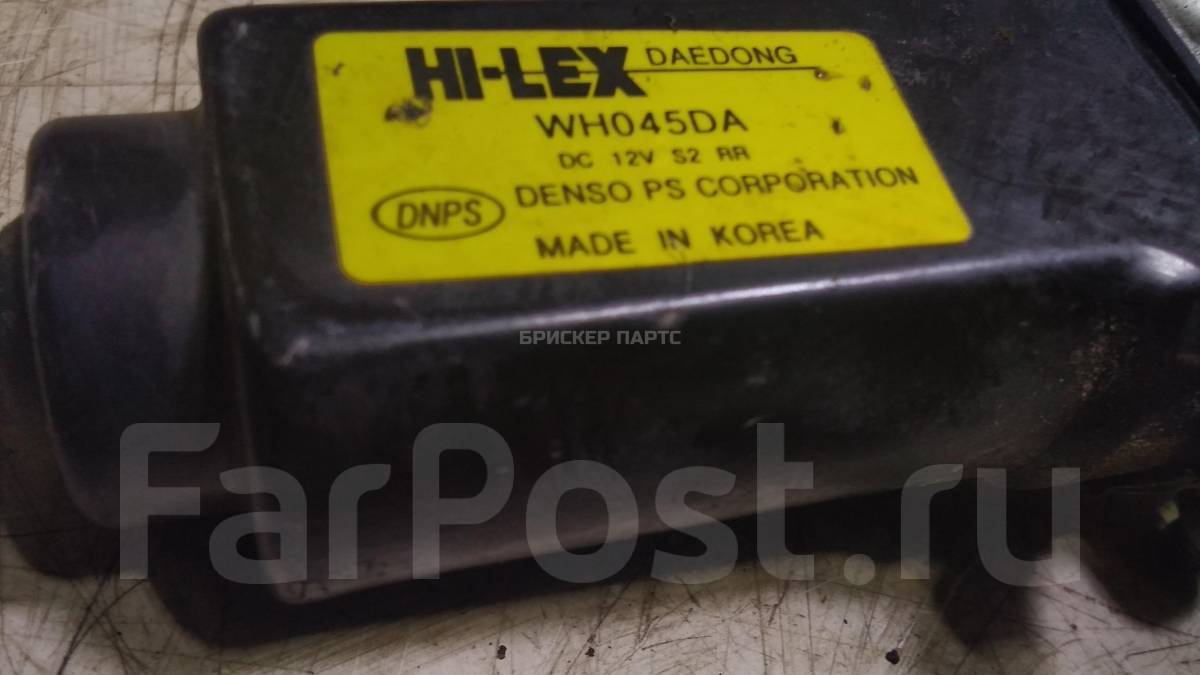 HI-LEX DAEDONG
WH045DA
DC 12V S2 RR
DNPS DENSO PS CORPORATION
MADE IN KOREA
БРИСКЕР ПАРТС
FarPost.ru